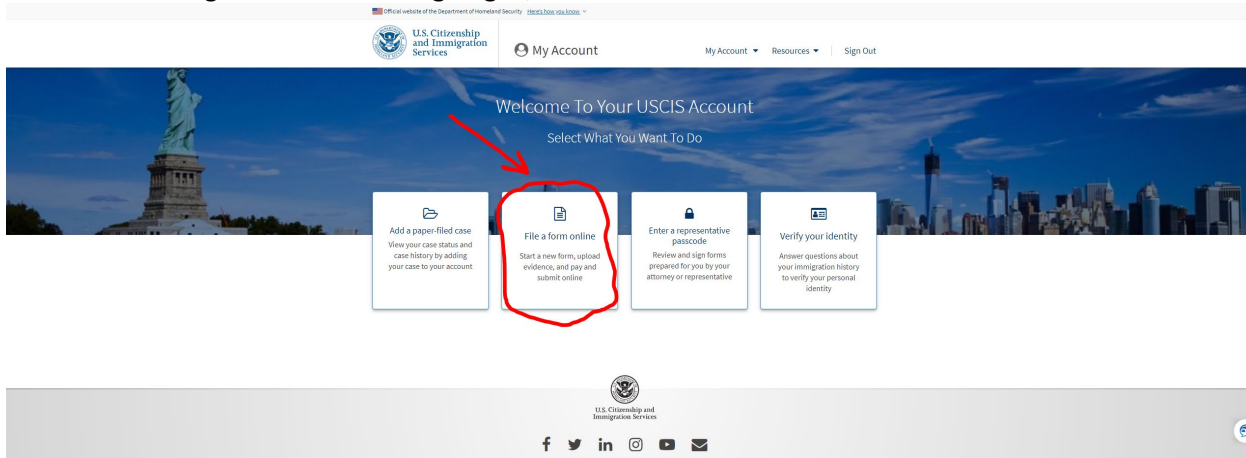 Official website of the Department of Homeland Security Here's how you know
U.S. Citizenship
and Immigration
Services
My Account
My Account
Resources
Sign Out
Welcome To Your USCIS Account
Select What You Want To Do
Add a paper-filed case
View your case status and
case history by adding
your case to your account
File a form online
Start a new form, upload
evidence, and pay and
submit online
Enter a representative
passcode
Review and sign forms
prepared for you by your
attorney or representative
Verify your identity
Answer questions about
your immigration history
to verify your personal
identity
U.S. Citizenship and
Immigration Services